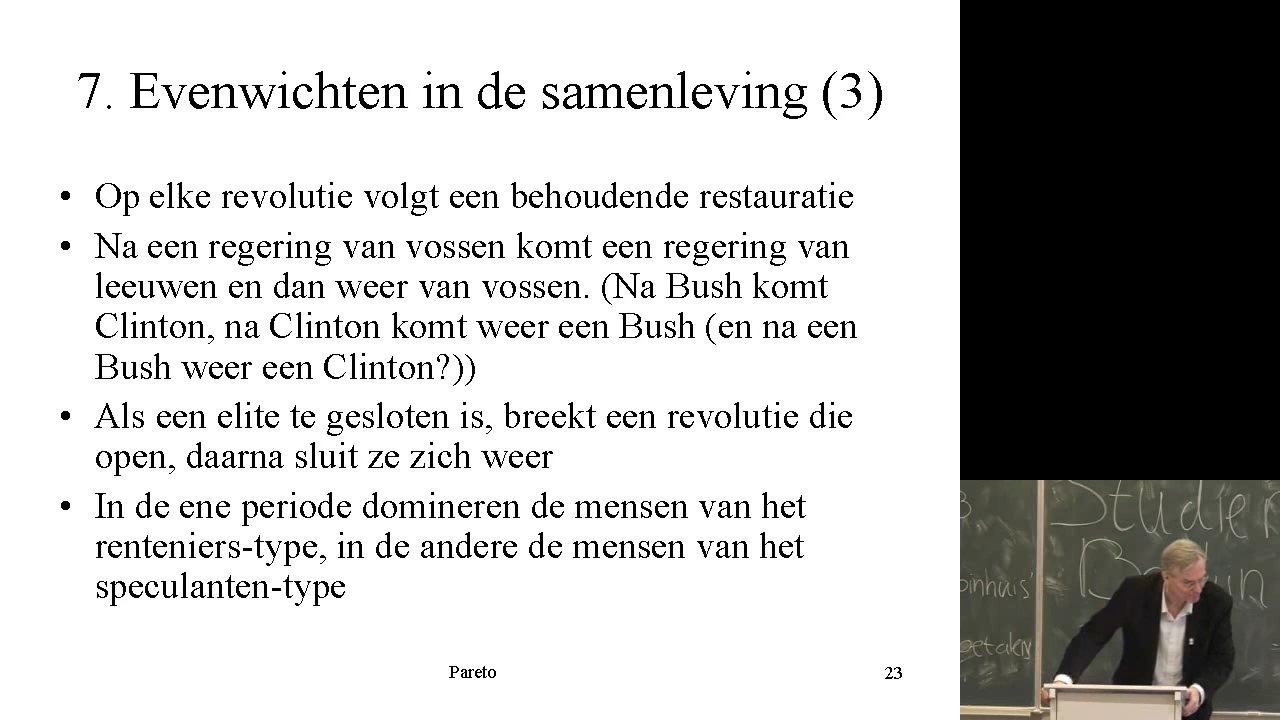 7. Evenwichten in de samenleving (3)
• Op elke revolutie volgt een behoudende restauratie
• Na een regering van vossen komt een regering van
leeuwen en dan weer van vossen. (Na Bush komt
Clinton, na Clinton komt weer een Bush (en na een
Bush weer een Clinton?))
• Als een elite te gesloten is, breekt een revolutie die
open, daarna sluit ze zich weer
• In de ene periode domineren de mensen van het
renteniers-type, in de andere de mensen van het
speculanten-type
Pareto
23